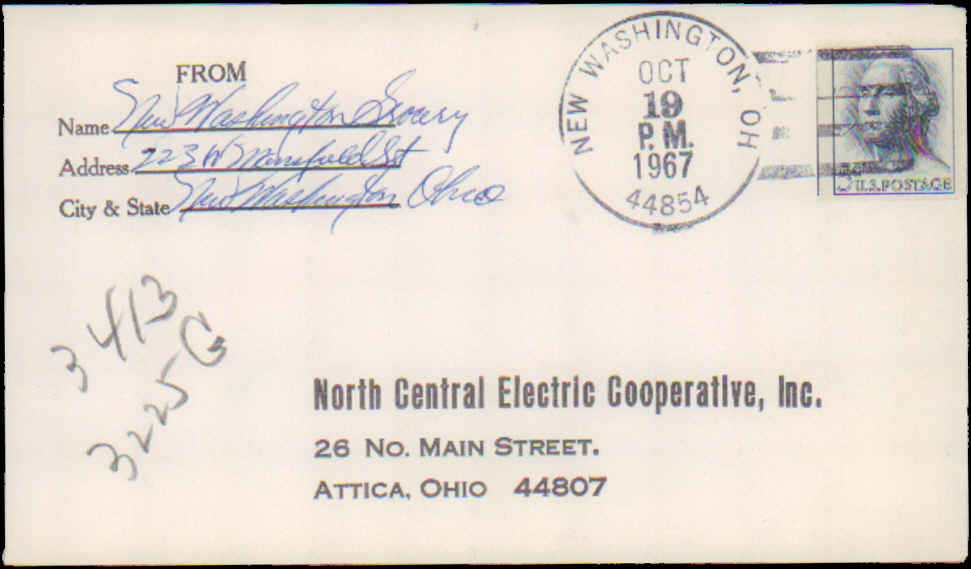 FROM
Name New Washington Grocery
Address 223 W Mansfield St
City & State New Washington Ohio
NEW WASHINGTON, OH
OCT
19
P.M.
1967
44854
U.S. POSTAGE
3413
3225 G
North Central Electric Cooperative, Inc.
26 No. MAIN STREET.
ATTICA, OHIO 44807